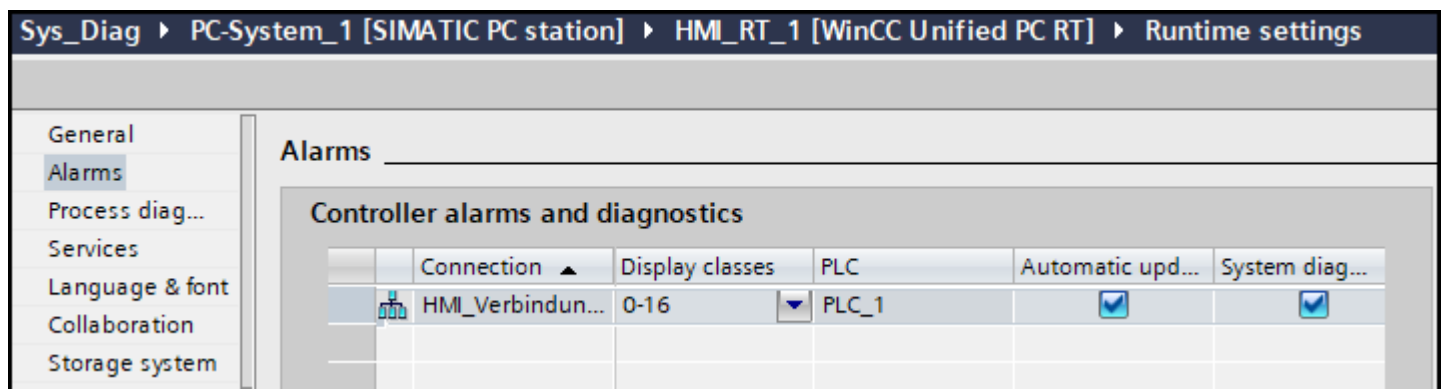 Sys_Diag ▸ PC-System_1 [SIMATIC PC station] ▸ HMI_RT_1 [WinCC Unified PC RT] ▸ Runtime settings
General
Alarms
Process diag...
Services
Language & font
Collaboration
Storage system
Alarms
Controller alarms and diagnostics
Connection Display classes PLC Automatic upd... System diag...
HMI_Verbindun... 0-16 PLC_1